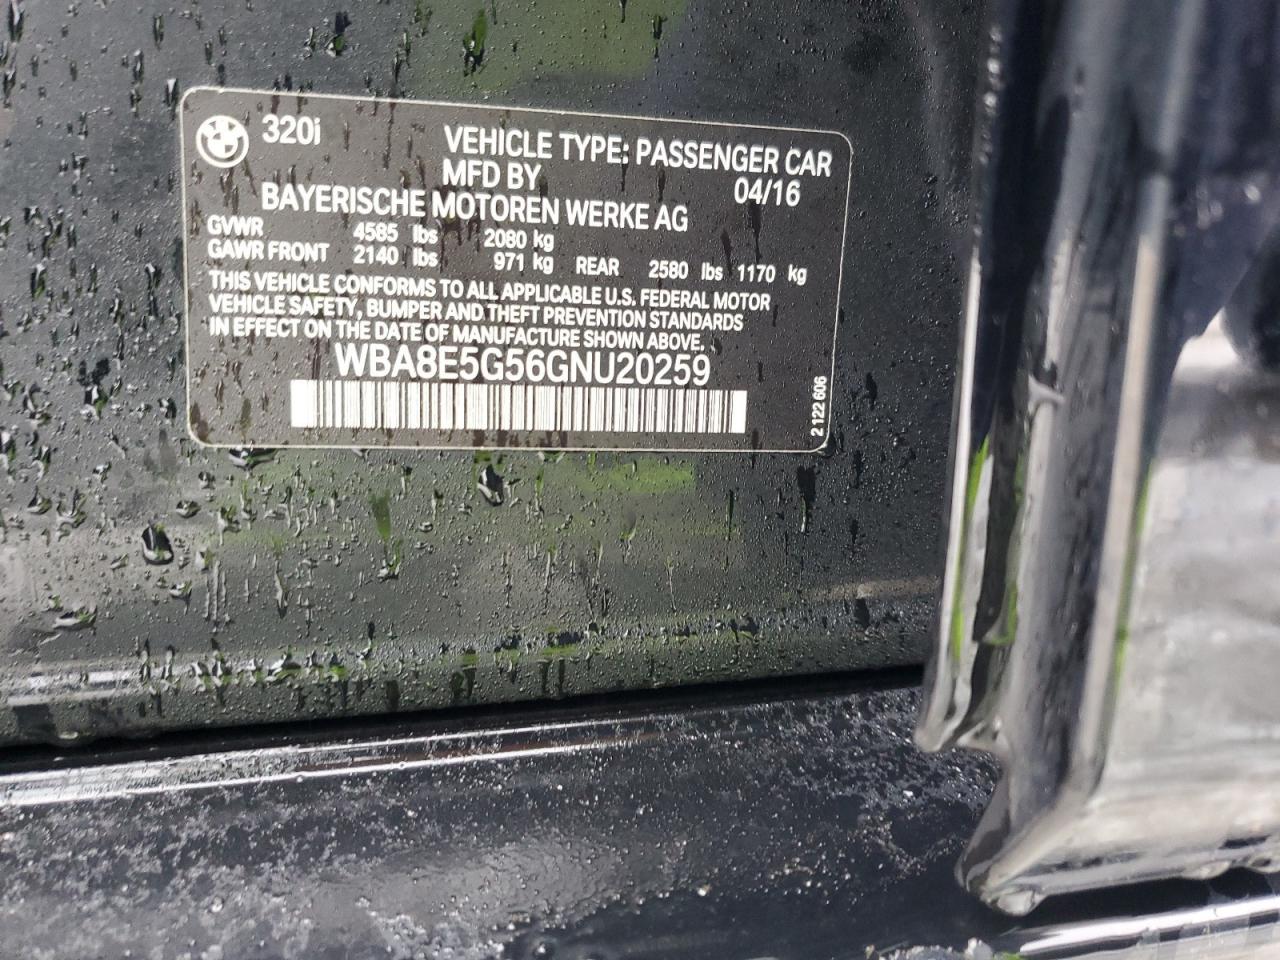 320i
VEHICLE TYPE: PASSENGER CAR
MFD BY 04/16
BAYERISCHE MOTOREN WERKE AG
GVWR 4585 lbs 2080 kg
GAWR FRONT 2140 lbs 971 kg REAR 2580 lbs 1170 kg
THIS VEHICLE CONFORMS TO ALL APPLICABLE U.S. FEDERAL MOTOR
VEHICLE SAFETY, BUMPER AND THEFT PREVENTION STANDARDS
IN EFFECT ON THE DATE OF MANUFACTURE SHOWN ABOVE.
WBA8E5G56GNU20259
2 122 606